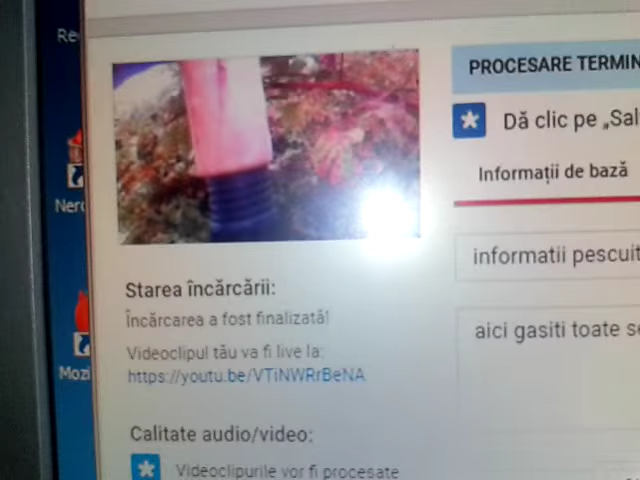 PROCESARE TERMIN
Dă clic pe „Sal
Informații de bază
informatii pescuit
aici gasiti toate se
Starea încărcării:
Încărcarea a fost finalizată!
Videoclipul tău va fi live la:
https://youtu.be/VTiNWRrBeNA
Calitate audio/video:
Videoclipurile vor fi procesate
Re
Nero
Mozi